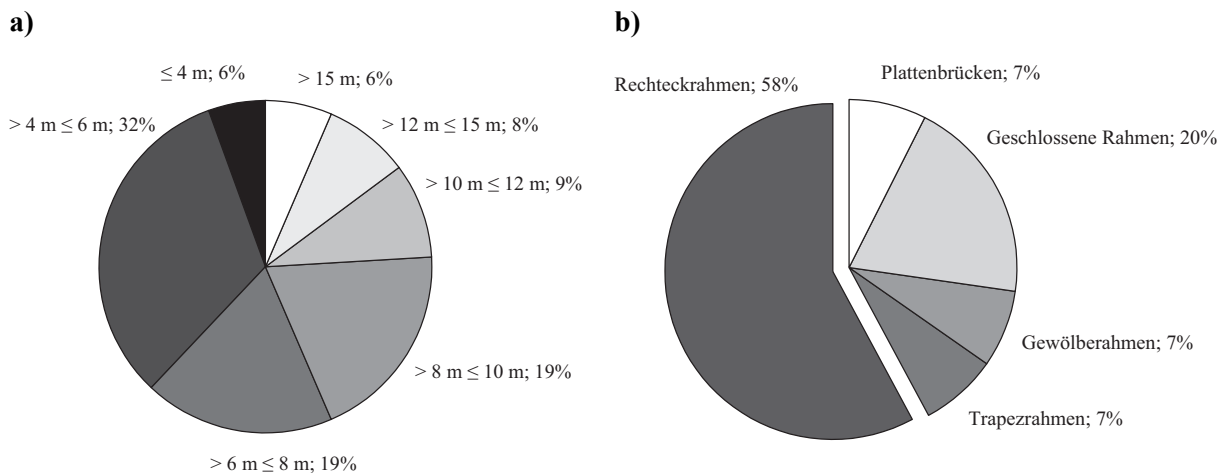 a)
≤ 4 m; 6%
> 15 m; 6%
> 4 m ≤ 6 m; 32%
> 12 m ≤ 15 m; 8%
> 10 m ≤ 12 m; 9%
> 8 m ≤ 10 m; 19%
> 6 m ≤ 8 m; 19%
b)
Rechteckrahmen; 58%
Plattenbrücken; 7%
Geschlossene Rahmen; 20%
Gewölberahmen; 7%
Trapezrahmen; 7%